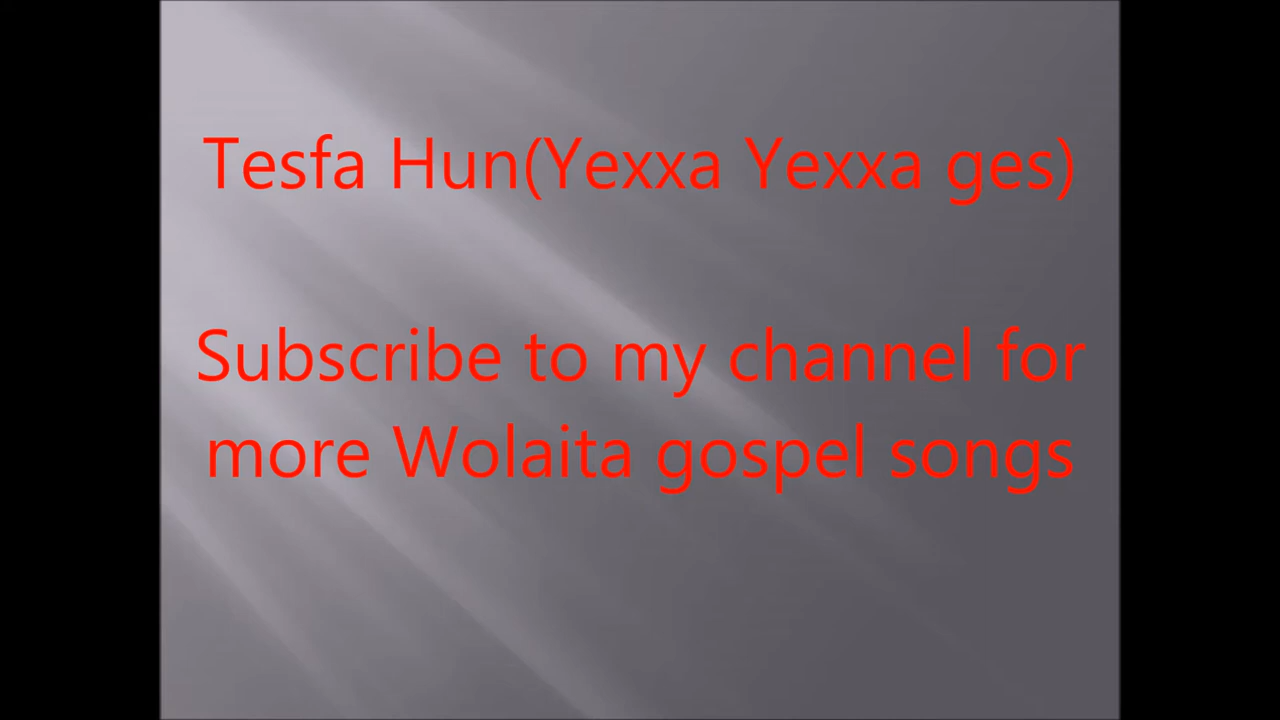 Tesfa Hun(Yexxa Yexxa ges)
Subscribe to my channel for
more Wolaita gospel songs